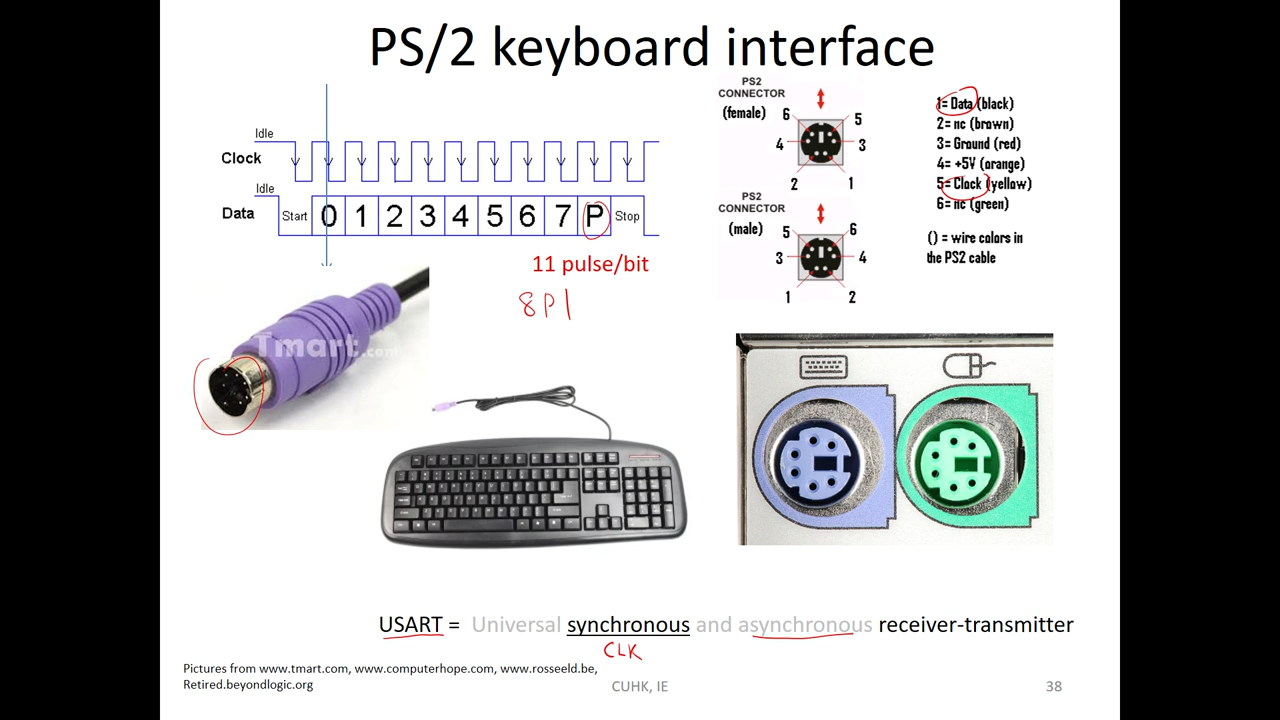 PS/2 keyboard interface
Idle
Clock
Idle
Data
Start 0 1 2 3 4 5 6 7 P Stop
11 pulse/bit
8P1
PS2
CONNECTOR
(female)
6
5
4
3
2
1
PS2
CONNECTOR
(male)
5
6
3
4
1
2
1= Data (black)
2= nc (brown)
3= Ground (red)
4= +5V (orange)
5= Clock (yellow)
6= nc (green)
() = wire colors in
the PS2 cable
Tmart.com
USART = Universal synchronous and asynchronous receiver-transmitter
CLK
Pictures from www.tmart.com, www.computerhope.com, www.rosseeld.be,
Retired.beyondlogic.org
CUHK, IE
38